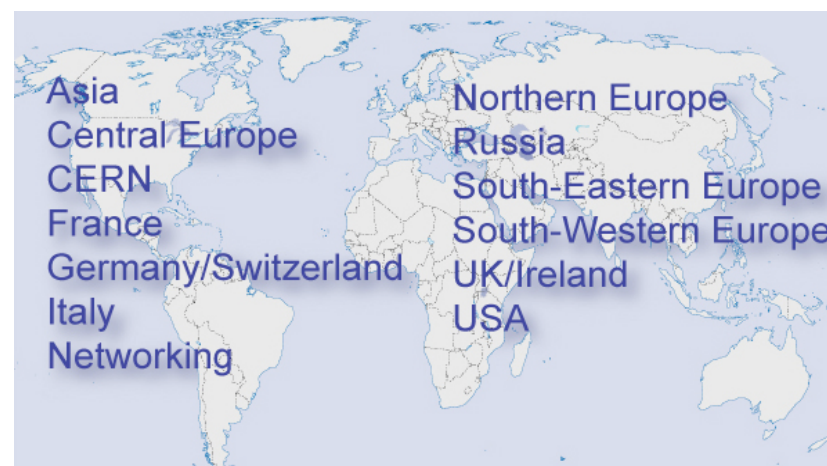 Asia
Central Europe
CERN
France
Germany/Switzerland
Italy
Networking
Northern Europe
Russia
South-Eastern Europe
South-Western Europe
UK/Ireland
USA